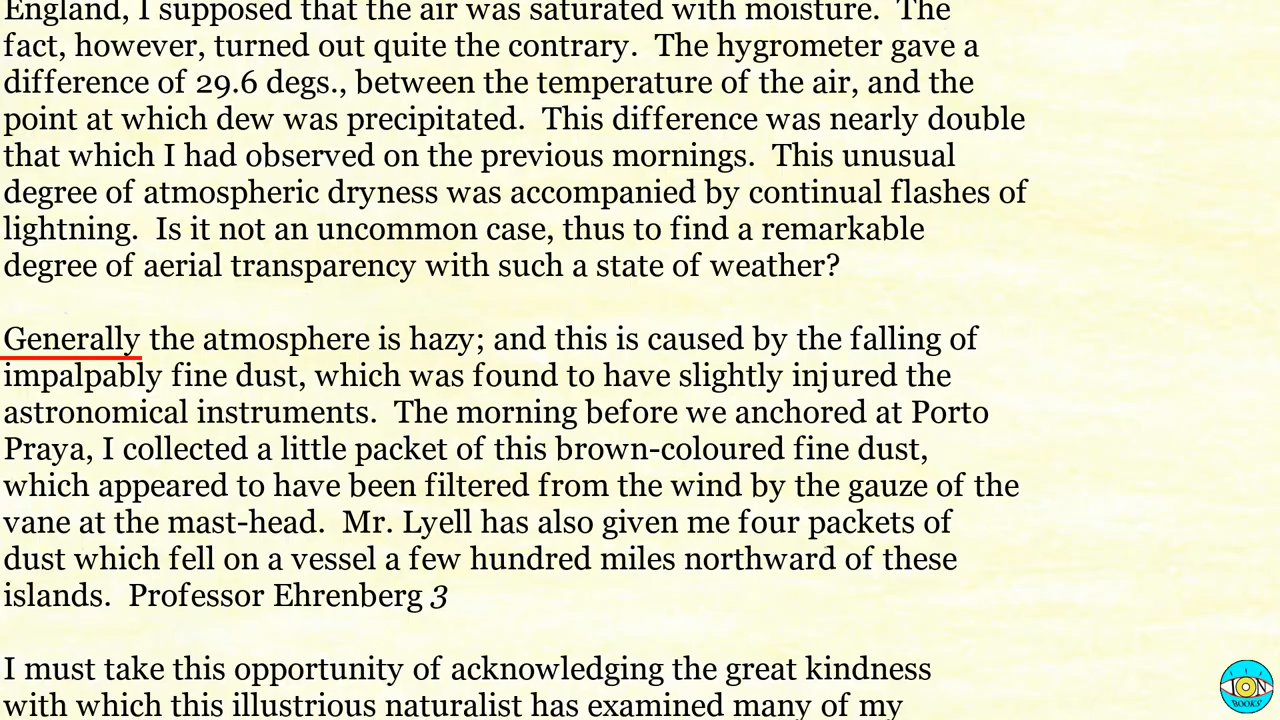 England, I supposed that the air was saturated with moisture.  The
fact, however, turned out quite the contrary.  The hygrometer gave a
difference of 29.6 degs., between the temperature of the air, and the
point at which dew was precipitated.  This difference was nearly double
that which I had observed on the previous mornings.  This unusual
degree of atmospheric dryness was accompanied by continual flashes of
lightning.  Is it not an uncommon case, thus to find a remarkable
degree of aerial transparency with such a state of weather?
Generally the atmosphere is hazy; and this is caused by the falling of
impalpably fine dust, which was found to have slightly injured the
astronomical instruments.  The morning before we anchored at Porto
Praya, I collected a little packet of this brown-coloured fine dust,
which appeared to have been filtered from the wind by the gauze of the
vane at the mast-head.  Mr. Lyell has also given me four packets of
dust which fell on a vessel a few hundred miles northward of these
islands.  Professor Ehrenberg 3
I must take this opportunity of acknowledging the great kindness
with which this illustrious naturalist has examined many of my
ION
BOOKS